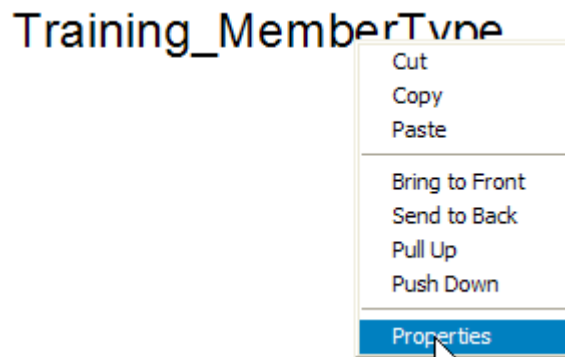 Training_MemberType
Cut
Copy
Paste
Bring to Front
Send to Back
Pull Up
Push Down
Properties